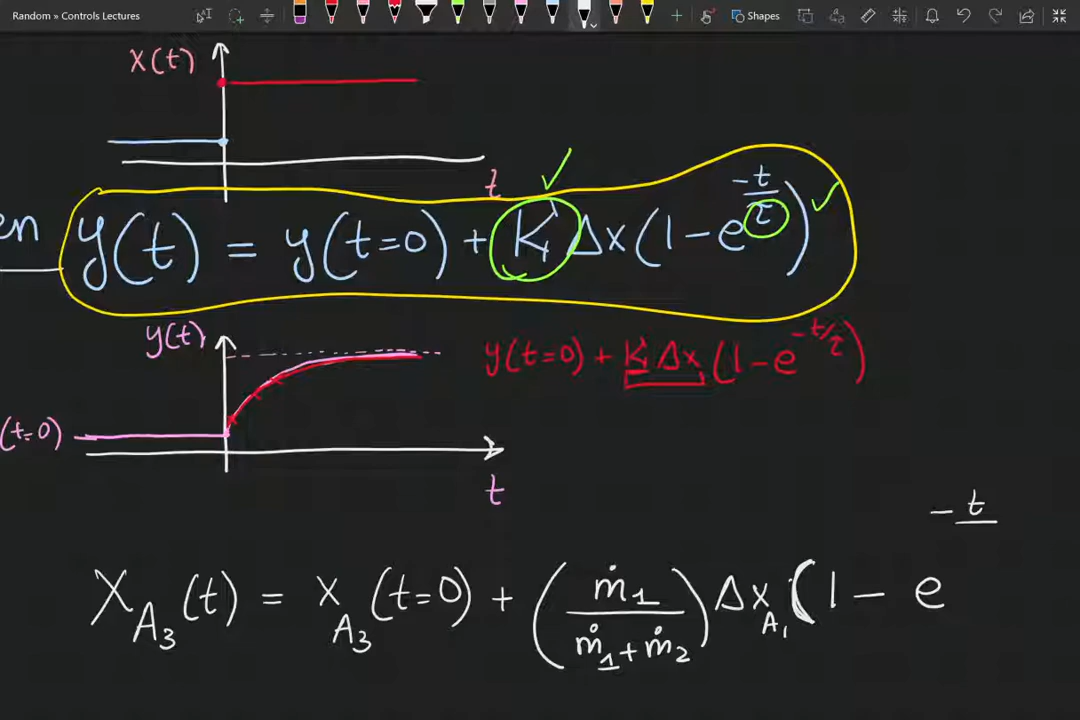 Random » Controls Lectures
Shapes
x(t)
t
en y(t) = y(t=0) + K Δx (1 - e^(-t/τ))
y(t)
y(t=0) + K Δx (1 - e^(-t/τ))
(t=0)
t
X_A3 (t) = x_A3 (t=0) + (ṁ1 / (ṁ1 + ṁ2)) Δx_A1 (1 - e^(-t/